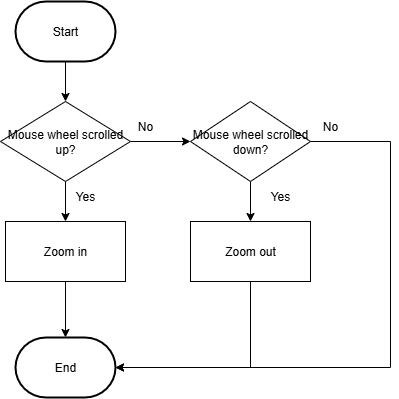 Start
Mouse wheel scrolled
up?
No
Mouse wheel scrolled
down?
No
Yes
Yes
Zoom in
Zoom out
End